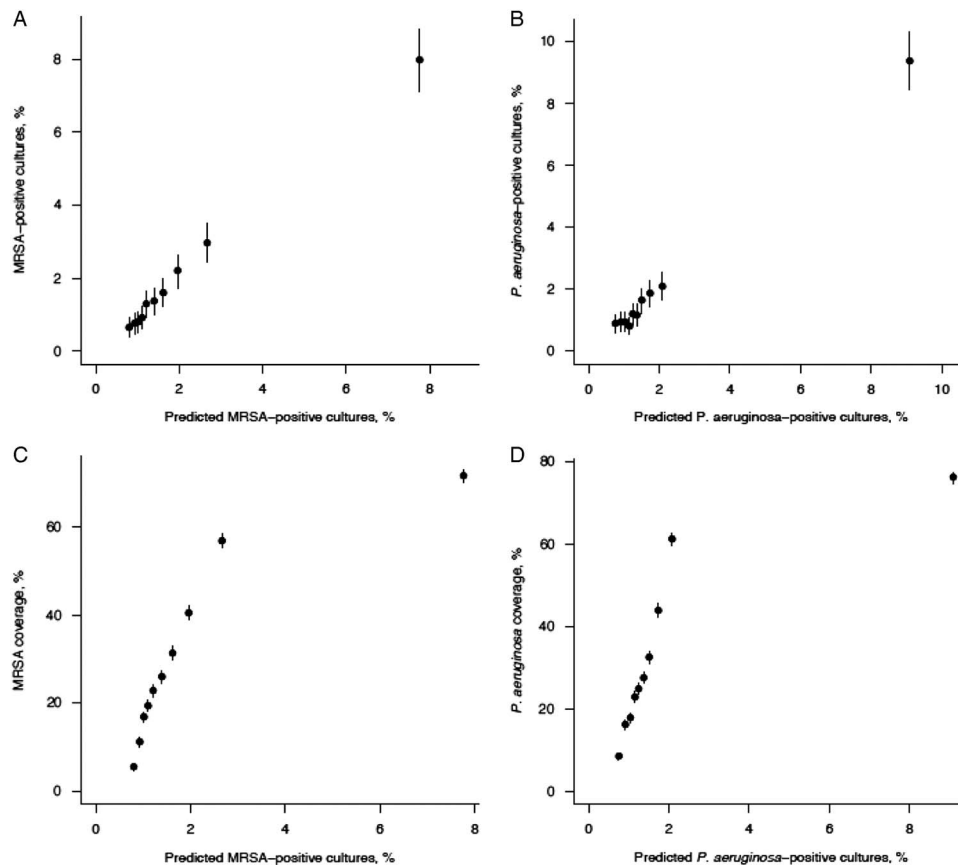 A
8
6
4
2
0
MRSA–positive cultures, %
0 2 4 6 8
Predicted MRSA–positive cultures, %
B
10
8
6
4
2
0
P. aeruginosa–positive cultures, %
0 2 4 6 8 10
Predicted P. aeruginosa–positive cultures, %
C
60
40
20
0
MRSA coverage, %
0 2 4 6 8
Predicted MRSA–positive cultures, %
D
80
60
40
20
0
P. aeruginosa coverage, %
0 2 4 6 8
Predicted P. aeruginosa–positive cultures, %